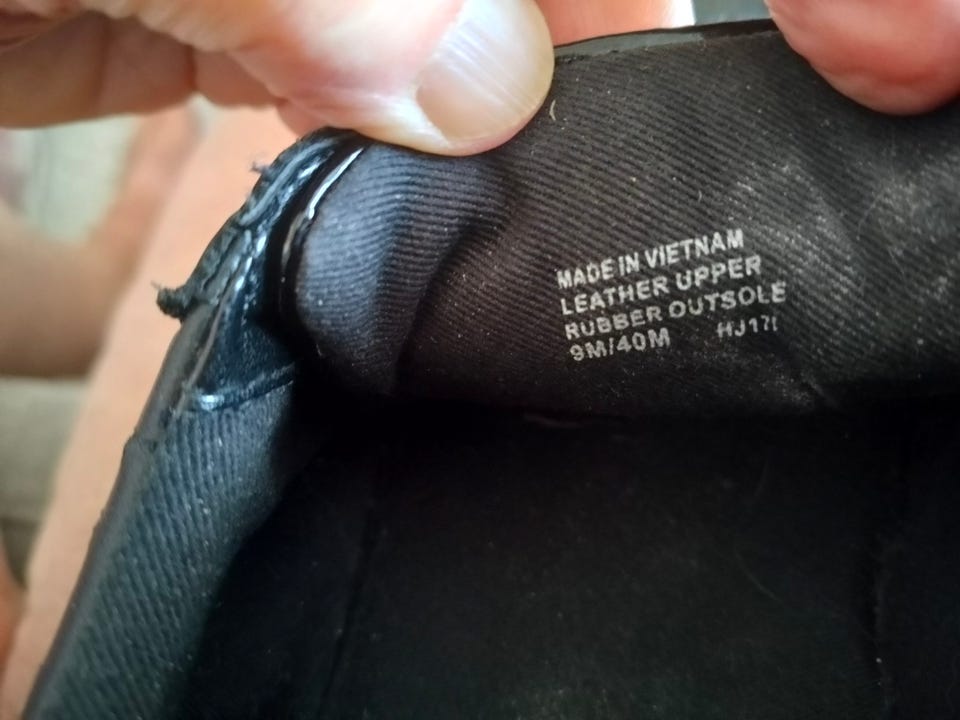 MADE IN VIETNAM
LEATHER UPPER
RUBBER OUTSOLE
9M/40M